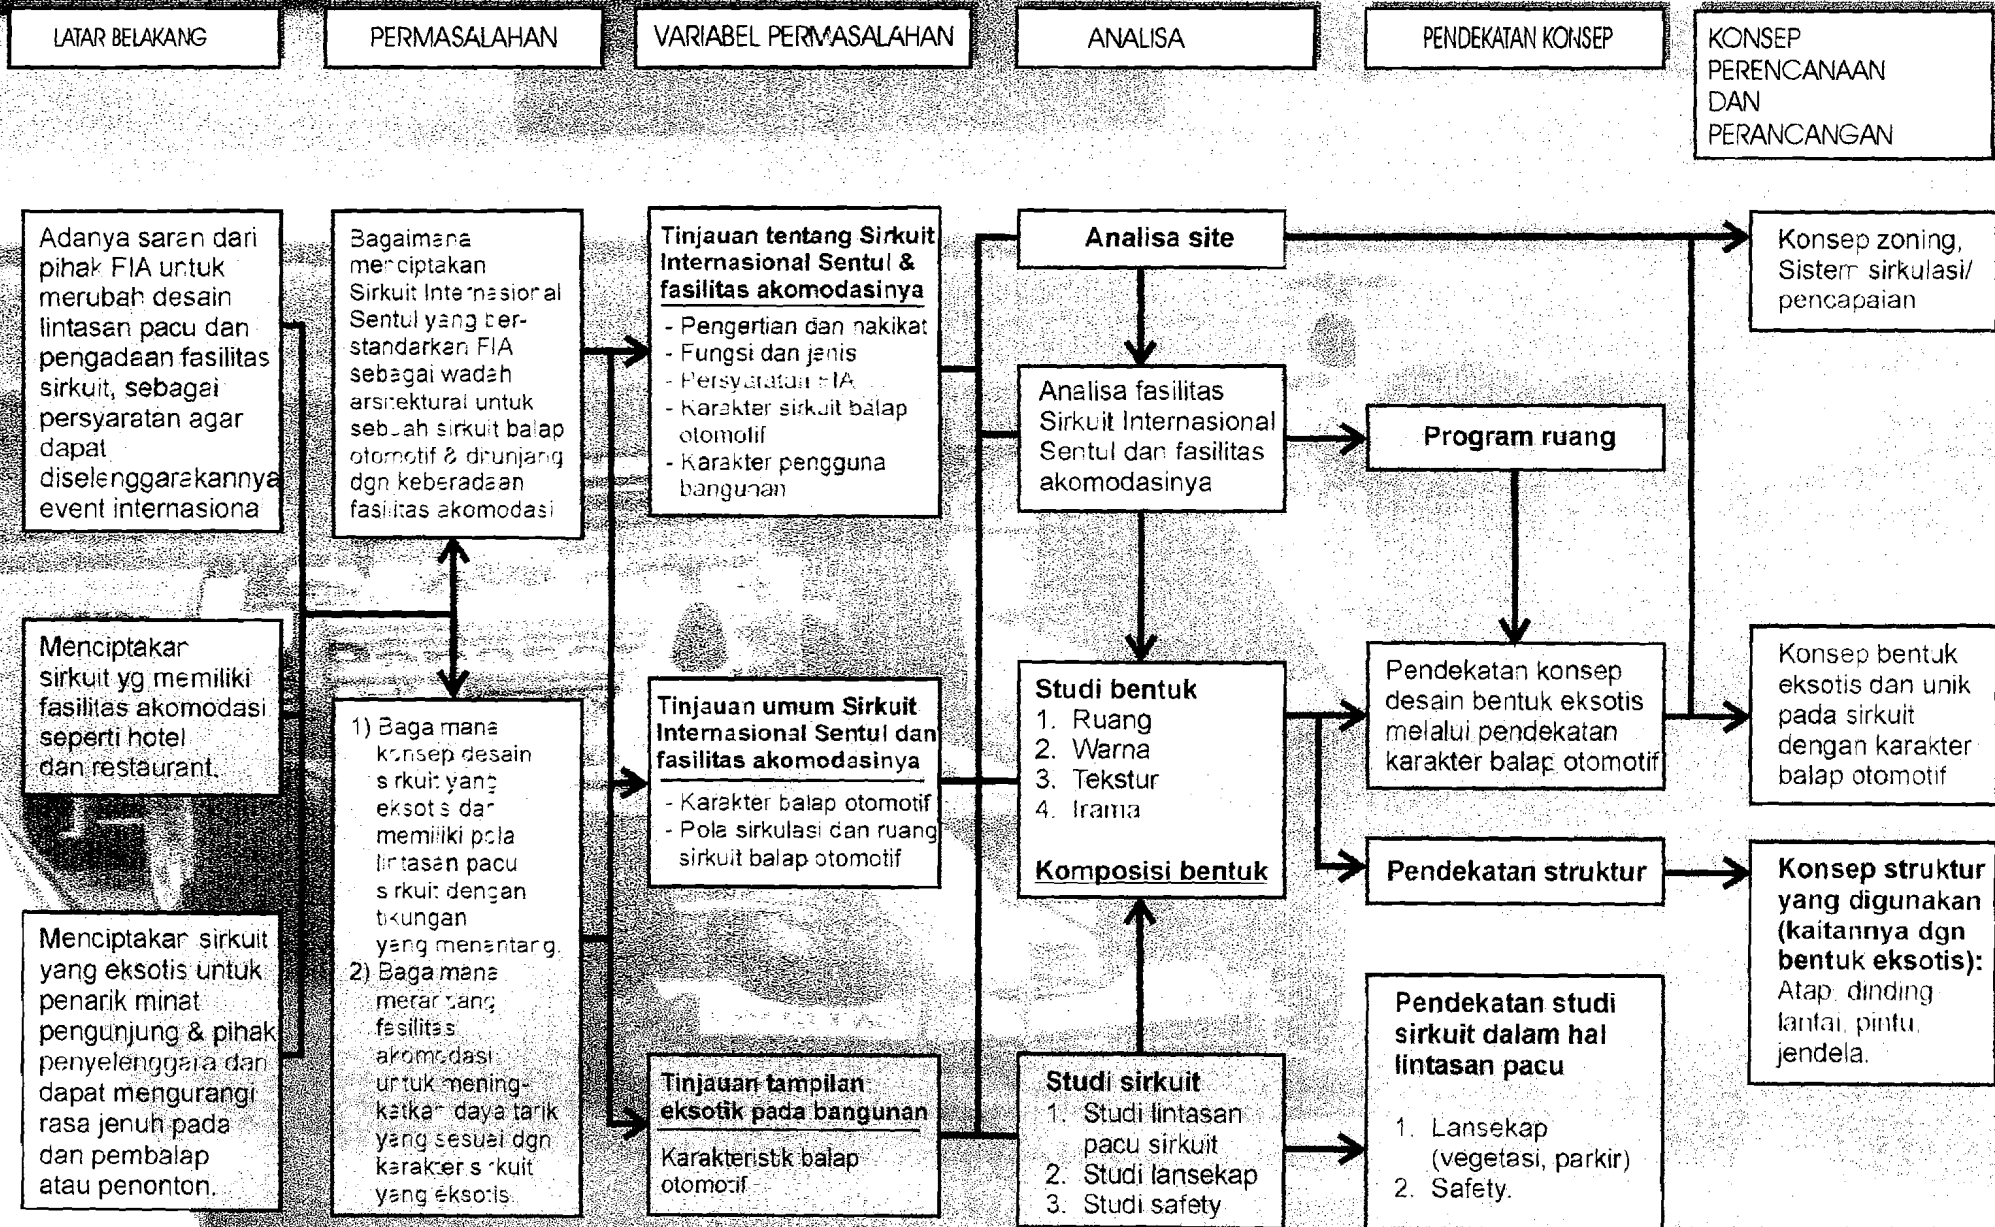 LATAR BELAKANG
PERMASALAHAN
VARIABEL PERMASALAHAN
ANALISA
PENDEKATAN KONSEP
KONSEP
PERENCANAAN
DAN
PERANCANGAN
Adanya saran dari
pihak FIA untuk
merubah desain
lintasan pacu dan
pengadaan fasilitas
sirkuit, sebagai
persyaratan agar
dapat
diselenggarakannya
event internasiona
Menciptakar
sirkuit yg memiliki
fasilitas akomodasi
seperti hotel
dan restaurant.
Menciptakar sirkuit
yang eksotis untuk
penarik minat
pengunjung & pihak
penyelenggara dan
dapat mengurangi
rasa jenuh pada
dan pembalap
atau penonton.
Bagaimana
menciptakan
Sirkuit Internasional
Sentul yang ber-
standarkan FIA
sebagai wadah
arsitektural untuk
sebuah sirkuit balap
otomotif & ditunjang
dgn keberadaan
fasilitas akomodasi
1) Bagaimana
konsep desain
sirkuit yang
eksotis dan
memiliki pola
lintasan pacu
sirkuit dengan
tikungan
yang menantang.
2) Bagaimana
merancang
fasilitas
akomodasi
untuk mening-
katkan daya tarik
yang sesuai dgn
karakter sirkuit
yang eksotis
Tinjauan tentang Sirkuit
Internasional Sentul &
fasilitas akomodasinya
- Pengertian dan hakikat
- Fungsi dan jenis
- Persyaratan FIA
- Karakter sirkuit balap
otomotif
- Karakter pengguna
bangunan
Tinjauan umum Sirkuit
Internasional Sentul dan
fasilitas akomodasinya
- Karakter balap otomotif
- Pola sirkulasi dan ruang
sirkuit balap otomotif
Tinjauan tampilan
eksotik pada bangunan
Karakteristik balap
otomotif
Analisa site
Analisa fasilitas
Sirkuit Internasional
Sentul dan fasilitas
akomodasinya
Studi bentuk
1. Ruang
2. Warna
3. Tekstur
4. Irama
Komposisi bentuk
Studi sirkuit
1. Studi lintasan
pacu sirkuit
2. Studi lansekap
3. Studi safety
Program ruang
Pendekatan konsep
desain bentuk eksotis
melalui pendekatan
karakter balap otomotif
Pendekatan struktur
Pendekatan studi
sirkuit dalam hal
lintasan pacu
1. Lansekap
(vegetasi, parkir)
2. Safety.
Konsep zoning,
Sistem sirkulasi/
pencapaian
Konsep bentuk
eksotis dan unik
pada sirkuit
dengan karakter
balap otomotif
Konsep struktur
yang digunakan
(kaitannya dgn
bentuk eksotis):
Atap, dinding
lantai, pintu,
jendela.